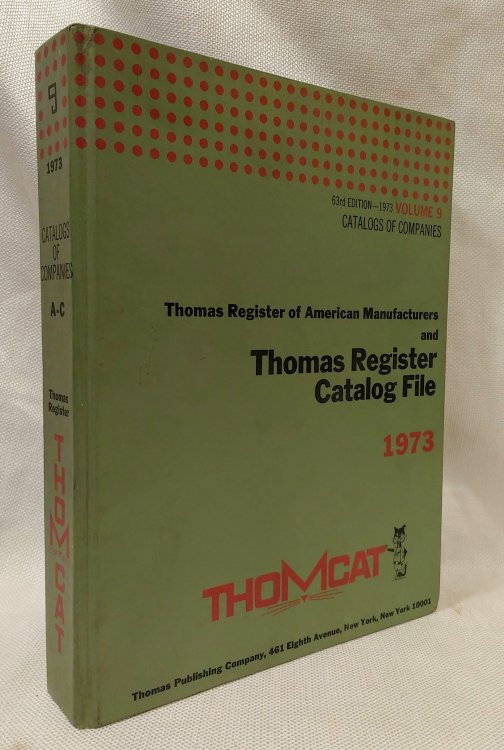 9
1973
CATALOGS
OF
COMPANIES
A-C
Thomas
Register
THOMCAT
63rd EDITION—1973 VOLUME 9
CATALOGS OF COMPANIES
Thomas Register of American Manufacturers
and
Thomas Register
Catalog File
1973
THOMCAT
Thomas Publishing Company, 461 Eighth Avenue, New York, New York 10001